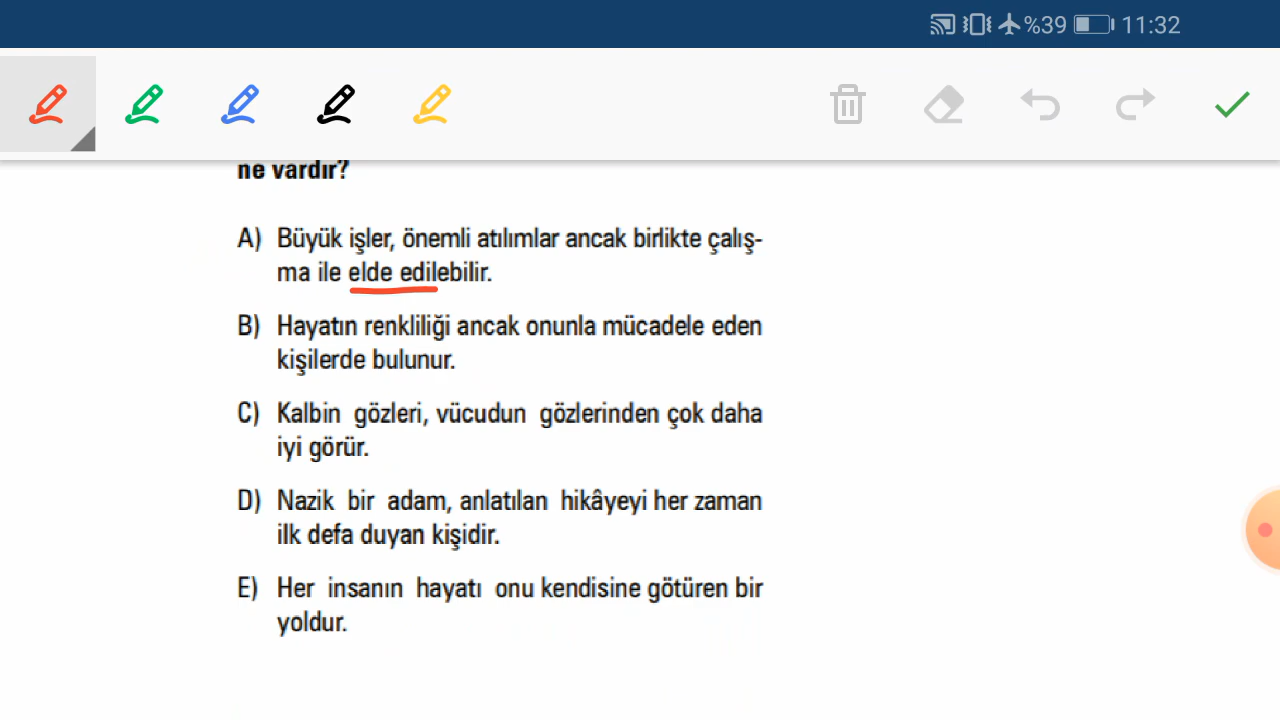 %39 11:32
ne vardır?
A) Büyük işler, önemli atılımlar ancak birlikte çalış-
ma ile elde edilebilir.
B) Hayatın renkliliği ancak onunla mücadele eden
kişilerde bulunur.
C) Kalbin gözleri, vücudun gözlerinden çok daha
iyi görür.
D) Nazik bir adam, anlatılan hikâyeyi her zaman
ilk defa duyan kişidir.
E) Her insanın hayatı onu kendisine götüren bir
yoldur.